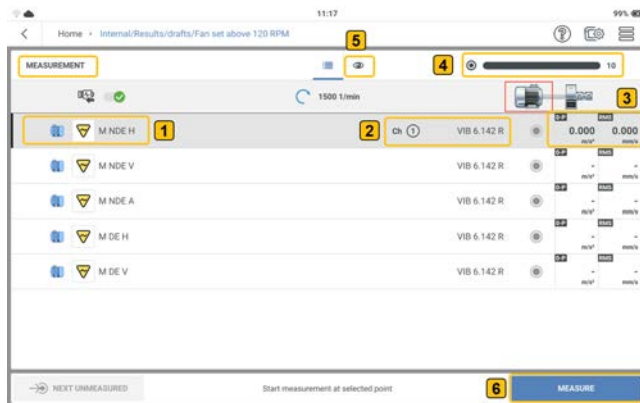 11:17
99%
Home › Internal/Results/drafts/Fan set above 120 RPM
5
MEASUREMENT
4
10
1500 1/min
3
M NDE H
1
2
Ch 1
VIB 6.142 R
0-P
RMS
0.000
0.000
m/s²
mm/s
M NDE V
VIB 6.142 R
0-P
RMS
-
-
m/s²
mm/s
M NDE A
VIB 6.142 R
0-P
RMS
-
-
m/s²
mm/s
M DE H
VIB 6.142 R
0-P
RMS
-
-
m/s²
mm/s
M DE V
VIB 6.142 R
0-P
RMS
-
-
m/s²
mm/s
NEXT UNMEASURED
Start measurement at selected point
6
MEASURE